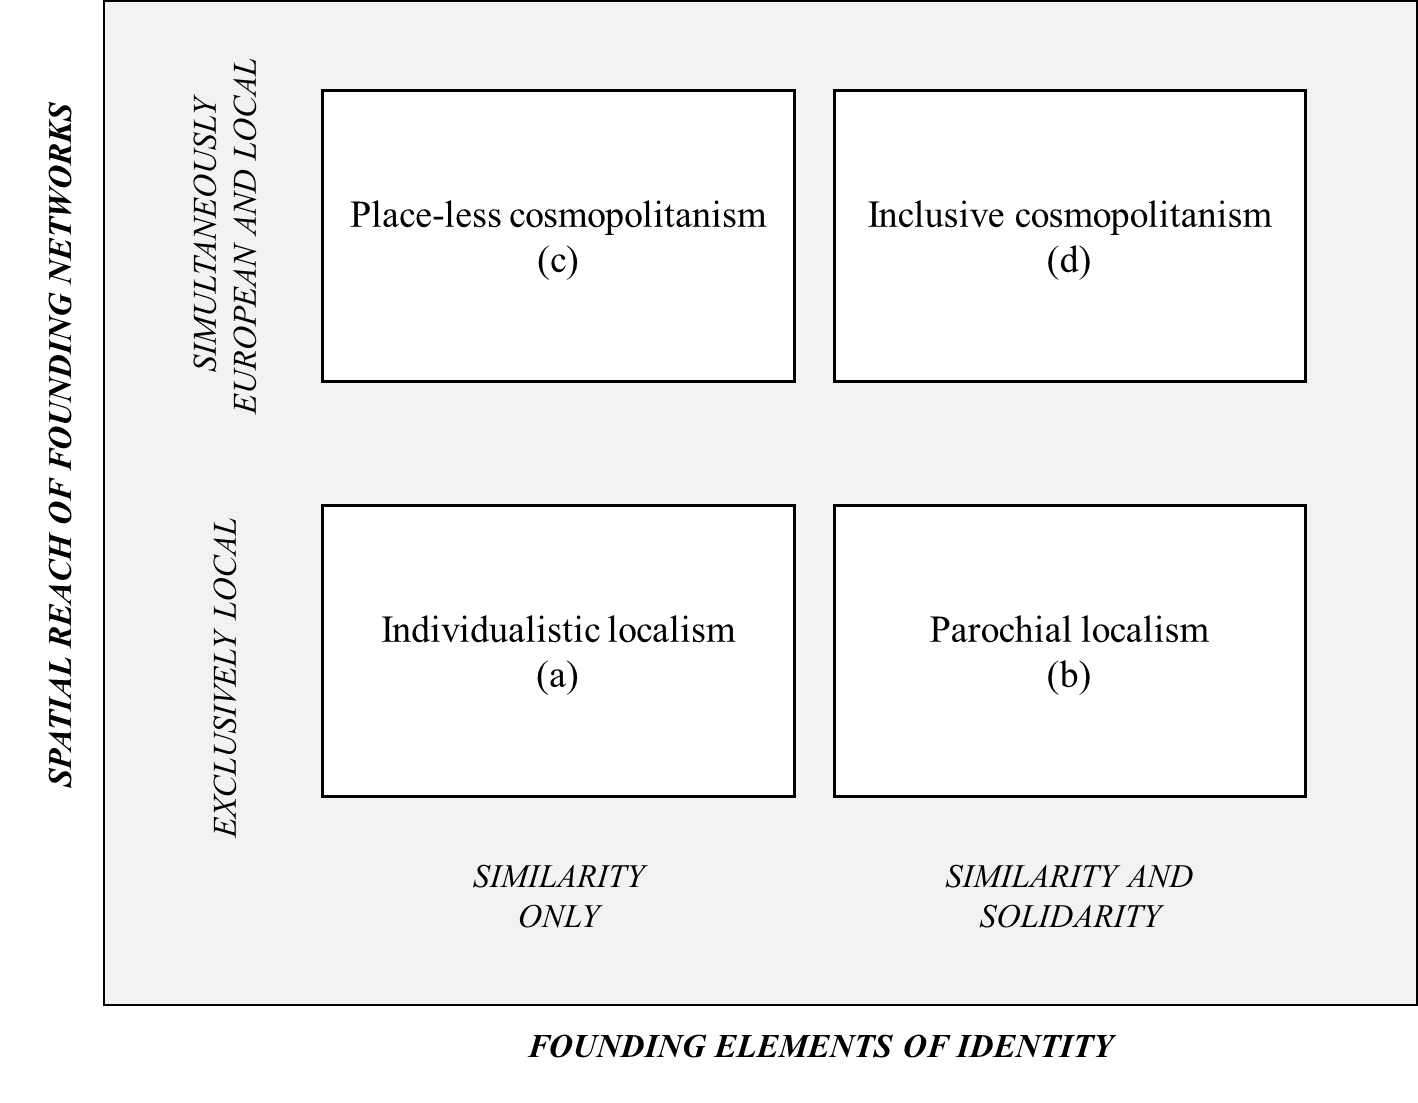 SPATIAL REACH OF FOUNDING NETWORKS
SIMULTANEOUSLY
EUROPEAN AND LOCAL
Place-less cosmopolitanism
(c)
Inclusive cosmopolitanism
(d)
EXCLUSIVELY LOCAL
Individualistic localism
(a)
Parochial localism
(b)
SIMILARITY
ONLY
SIMILARITY AND
SOLIDARITY
FOUNDING ELEMENTS OF IDENTITY